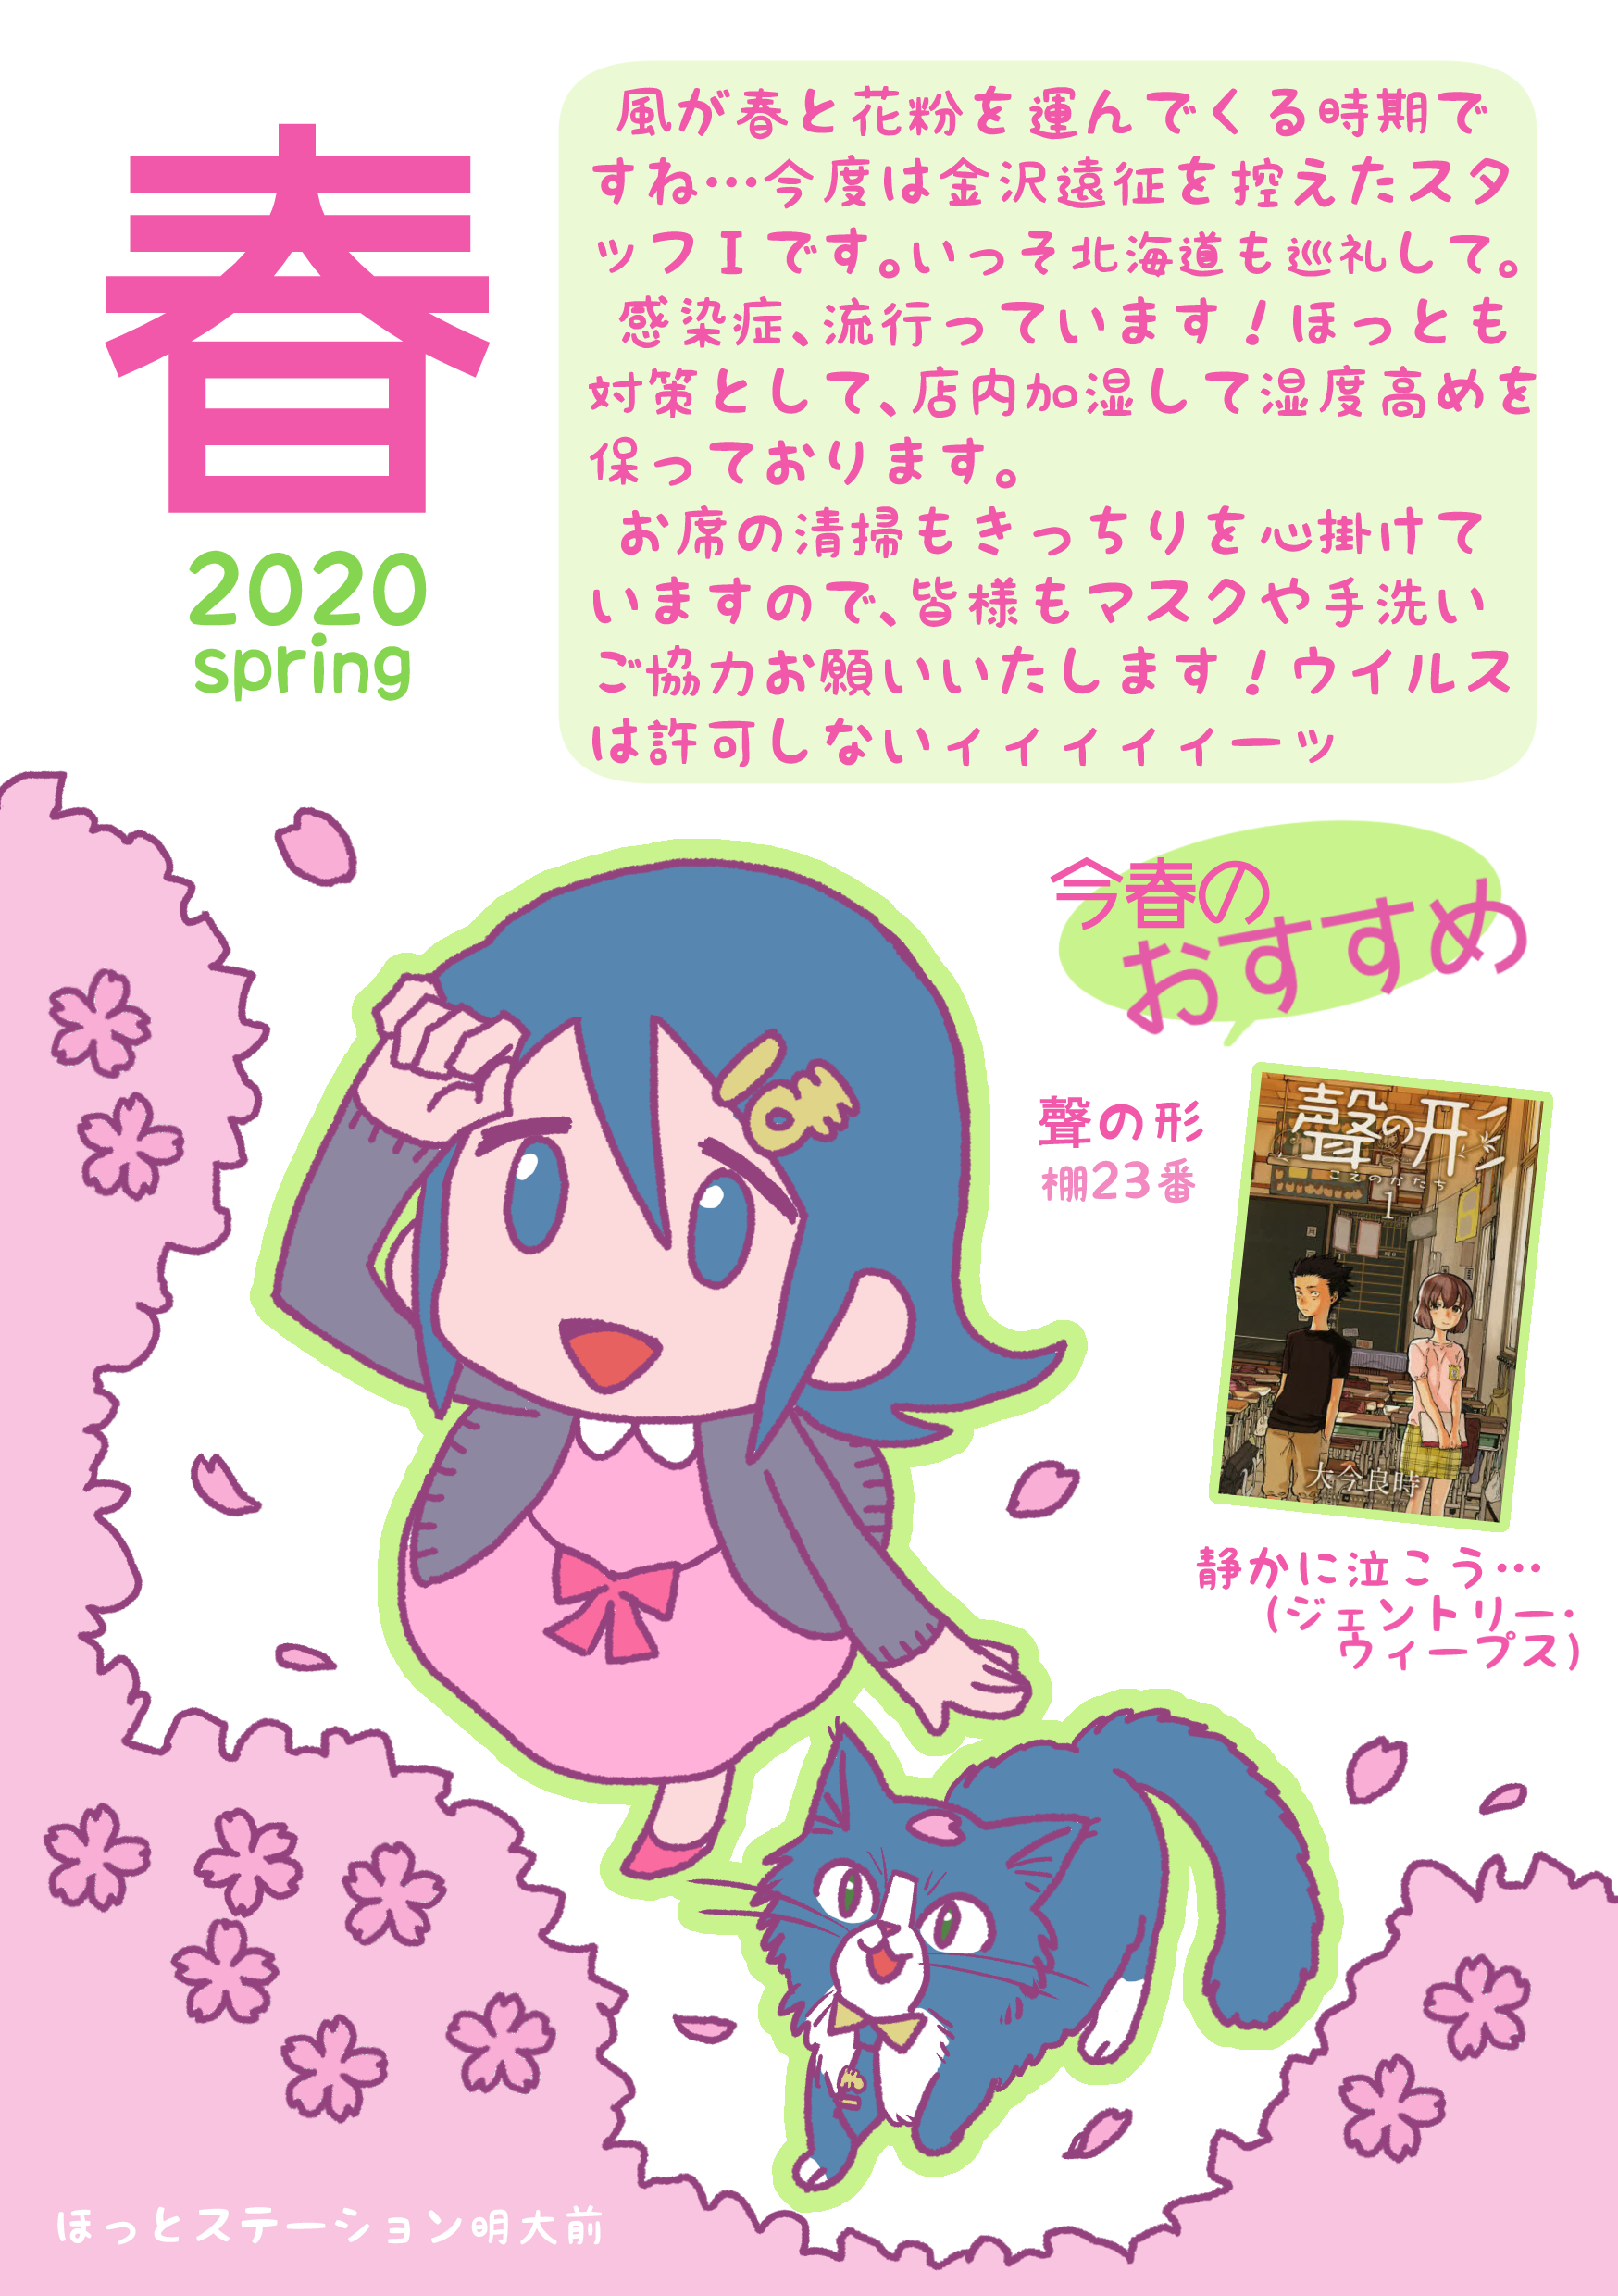 春
2020
spring
風が春と花粉を運んでくる時期で
すね…今度は金沢遠征を控えたスタ
ッフIです。いっそ北海道も巡礼して。
感染症、流行っています!ほっとも
対策として、店内加湿して湿度高めを
保っております。
お席の清掃もきっちりを心掛けて
いますので、皆様もマスクや手洗い
ご協力お願いいたします!ウイルス
は許可しないィィィィィーッ
今春の
おすすめ
聲の形
棚23番
聲の形
こえのかたち
1
大今良時
静かに泣こう…
(ジェントリー・
ウィープス)
ほ
ほ
ほっとステーション明大前